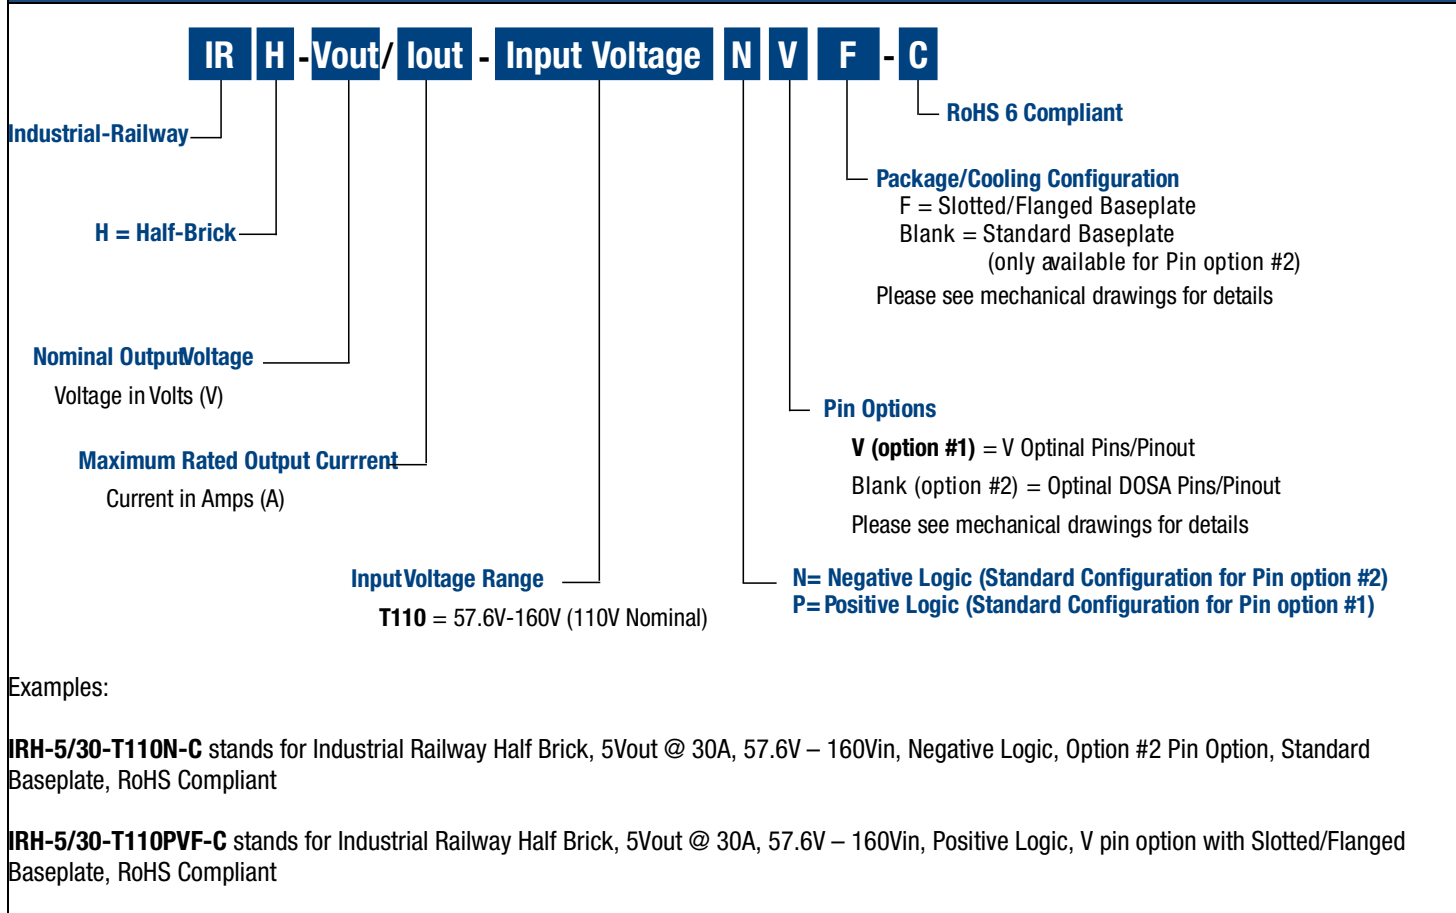 IR H -Vout/ Iout - Input Voltage N V F - C
RoHS 6 Compliant
Industrial-Railway
Package/Cooling Configuration
F = Slotted/Flanged Baseplate
Blank = Standard Baseplate
(only available for Pin option #2)
Please see mechanical drawings for details
H = Half-Brick
Nominal OutputVoltage
Voltage in Volts (V)
Pin Options
V (option #1) = V Optinal Pins/Pinout
Blank (option #2) = Optinal DOSA Pins/Pinout
Please see mechanical drawings for details
Maximum Rated Output Currrent
Current in Amps (A)
Input Voltage Range
T110 = 57.6V-160V (110V Nominal)
N= Negative Logic (Standard Configuration for Pin option #2)
P= Positive Logic (Standard Configuration for Pin option #1)
Examples:
IRH-5/30-T110N-C stands for Industrial Railway Half Brick, 5Vout @ 30A, 57.6V – 160Vin, Negative Logic, Option #2 Pin Option, Standard
Baseplate, RoHS Compliant
IRH-5/30-T110PVF-C stands for Industrial Railway Half Brick, 5Vout @ 30A, 57.6V – 160Vin, Positive Logic, V pin option with Slotted/Flanged
Baseplate, RoHS Compliant